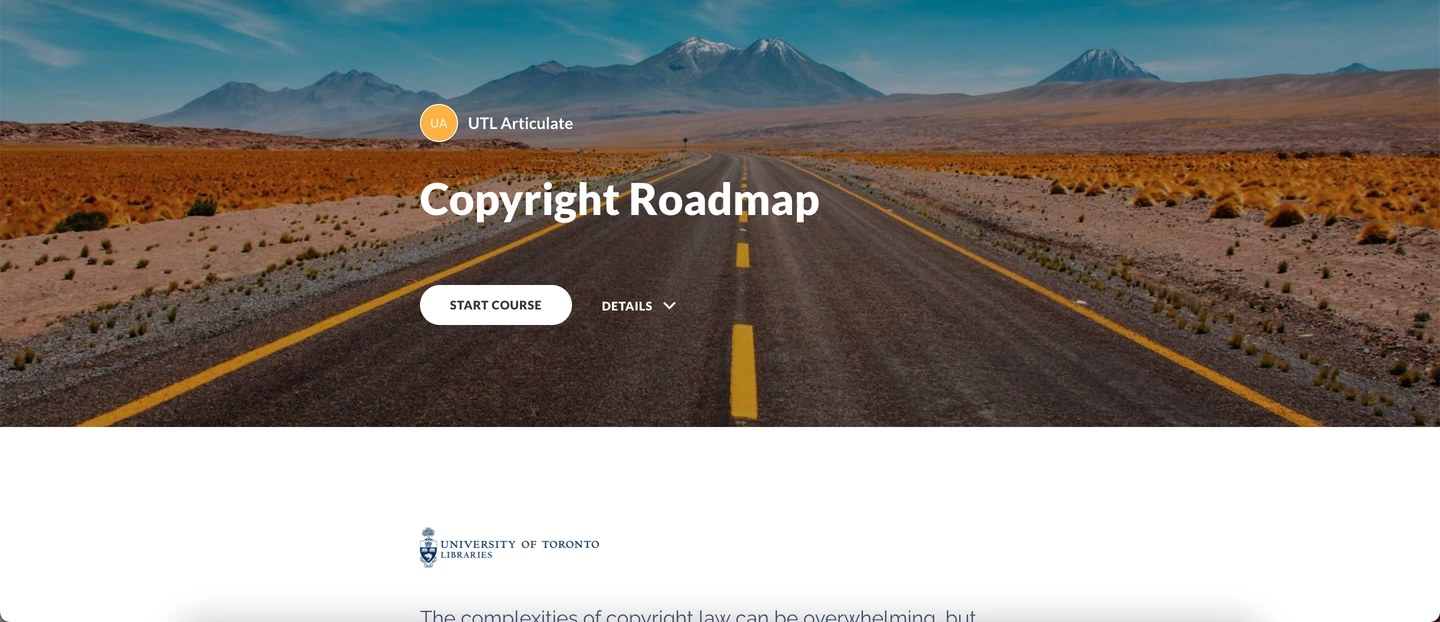 UA
UTL Articulate
Copyright Roadmap
START COURSE
DETAILS
UNIVERSITY OF TORONTO
LIBRARIES
The complexities of copyright law can be overwhelming, but